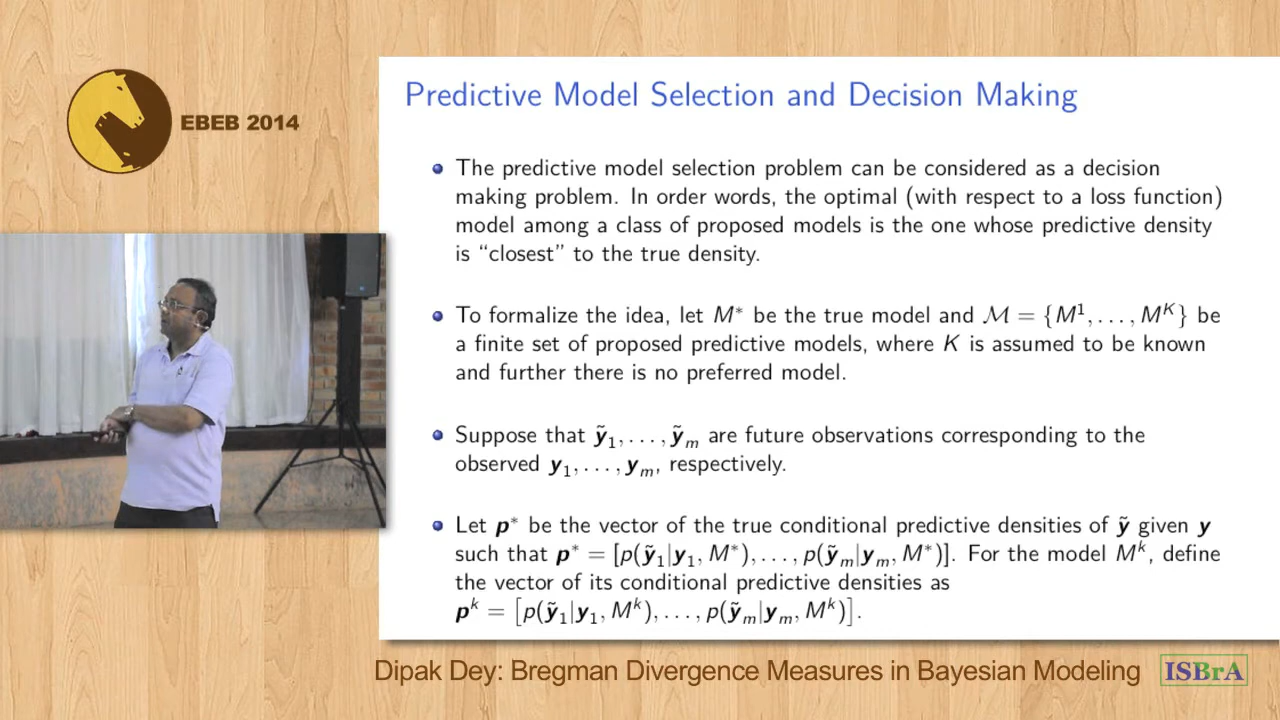 EBEB 2014
Predictive Model Selection and Decision Making
The predictive model selection problem can be considered as a decision
making problem. In order words, the optimal (with respect to a loss function)
model among a class of proposed models is the one whose predictive density
is “closest” to the true density.
To formalize the idea, let M* be the true model and ℳ = {M¹, . . . , Mᴷ} be
a finite set of proposed predictive models, where K is assumed to be known
and further there is no preferred model.
Suppose that ỹ₁, . . . , ỹₘ are future observations corresponding to the
observed y₁, . . . , yₘ, respectively.
Let p* be the vector of the true conditional predictive densities of ỹ given y
such that p* = [p(ỹ₁|y₁, M*), . . . , p(ỹₘ|yₘ, M*)]. For the model Mᵏ, define
the vector of its conditional predictive densities as
pᵏ = [p(ỹ₁|y₁, Mᵏ), . . . , p(ỹₘ|yₘ, Mᵏ)].
Dipak Dey: Bregman Divergence Measures in Bayesian Modeling
ISBrA